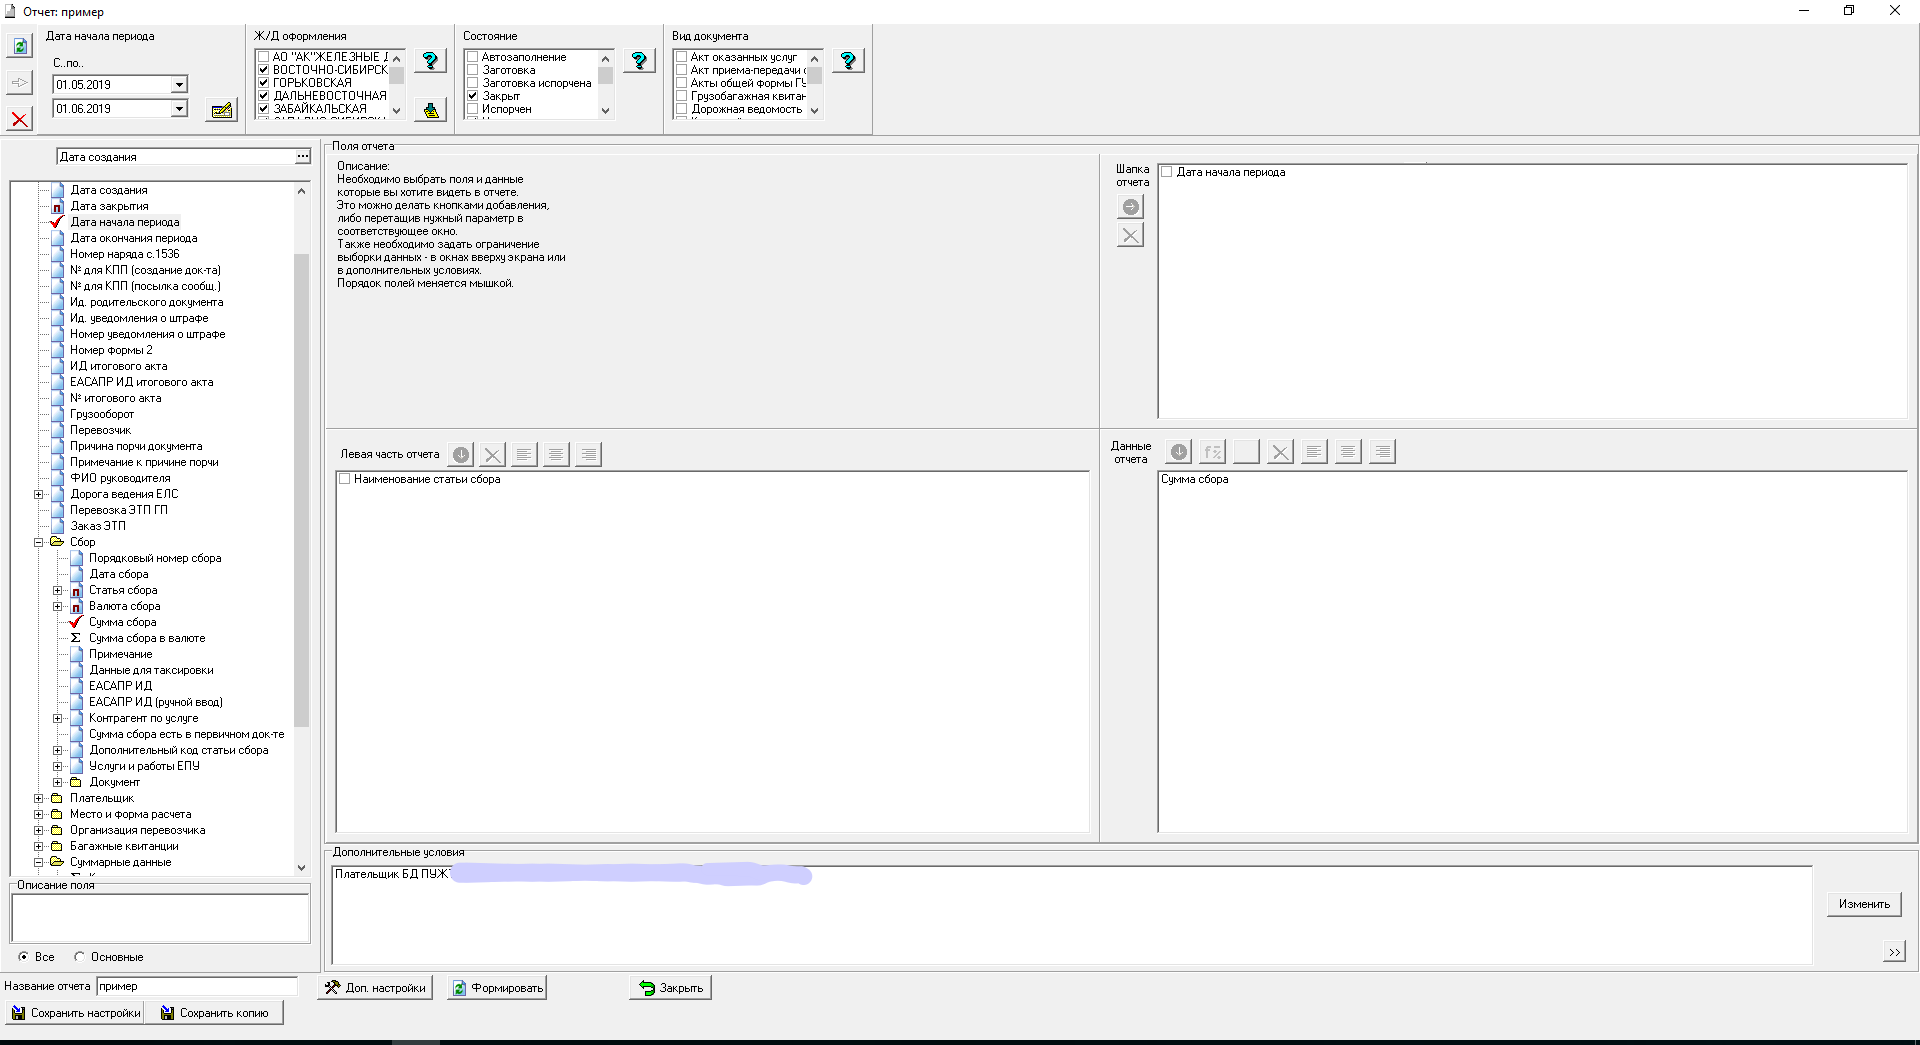 Отчет: пример
Дата начала периода
С..по..
01.05.2019
01.06.2019
Ж/Д оформления
АО "АК"ЖЕЛЕЗНЫЕ Д
ВОСТОЧНО-СИБИРСК
ГОРЬКОВСКАЯ
ДАЛЬНЕВОСТОЧНАЯ
ЗАБАЙКАЛЬСКАЯ
Состояние
Автозаполнение
Заготовка
Заготовка испорчена
Закрыт
Испорчен
Вид документа
Акт оказанных услуг
Акт приема-передачи с
Акты общей формы ГУ
Грузобагажная квитан
Дорожная ведомость
Дата создания
Дата создания
Дата закрытия
Дата начала периода
Дата окончания периода
Номер наряда с.1536
№ для КПП (создание док-та)
№ для КПП (посылка сообщ.)
Ид. родительского документа
Ид. уведомления о штрафе
Номер уведомления о штрафе
Номер формы 2
ИД итогового акта
ЕАСАПР ИД итогового акта
№ итогового акта
Грузооборот
Перевозчик
Причина порчи документа
Примечание к причине порчи
ФИО руководителя
Дорога ведения ЕЛС
Перевозка ЭТП ГП
Заказ ЭТП
Сбор
Порядковый номер сбора
Дата сбора
Статья сбора
Валюта сбора
Сумма сбора
Σ Сумма сбора в валюте
Примечание
Данные для таксировки
ЕАСАПР ИД
ЕАСАПР ИД (ручной ввод)
Контрагент по услуге
Сумма сбора есть в первичном док-те
Дополнительный код статьи сбора
Услуги и работы ЕПУ
Документ
Плательщик
Место и форма расчета
Организация перевозчика
Багажные квитанции
Суммарные данные
Описание поля
Все
Основные
Название отчета пример
Сохранить настройки
Сохранить копию
Поля отчета
Описание:
Необходимо выбрать поля и данные
которые вы хотите видеть в отчете.
Это можно делать кнопками добавления,
либо перетащив нужный параметр в
соответствующее окно.
Также необходимо задать ограничение
выборки данных - в окнах вверху экрана или
в дополнительных условиях.
Порядок полей меняется мышкой.
Шапка
отчета
Дата начала периода
Левая часть отчета
Наименование статьи сбора
Данные
отчета
Сумма сбора
Дополнительные условия
Плательщик БД ПУЖ
Изменить
>>
Доп. настройки
Формировать
Закрыть